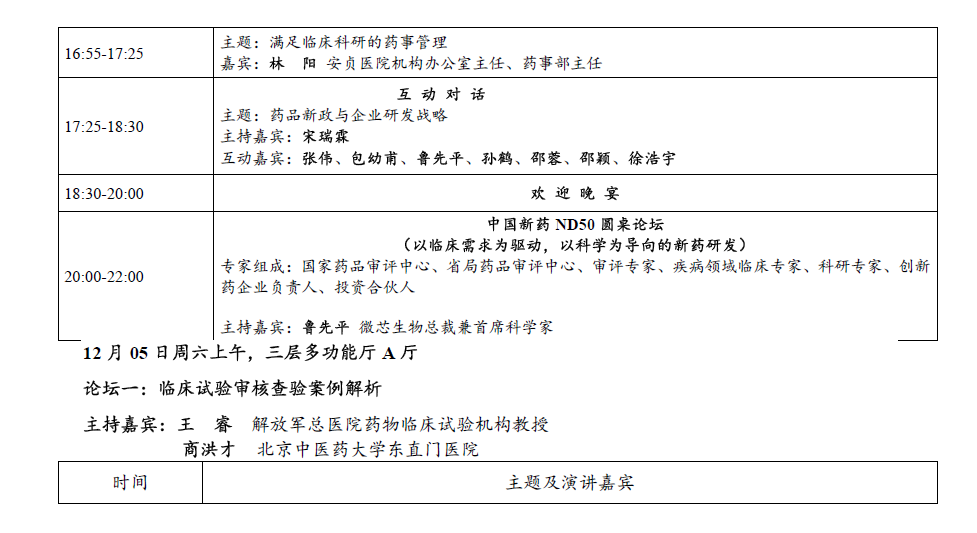 16:55-17:25
主题：满足临床科研的药事管理
嘉宾：林　阳 安贞医院机构办公室主任、药事部主任
17:25-18:30
互 动 对 话
主题：药品新政与企业研发战略
主持嘉宾：宋瑞霖
互动嘉宾：张伟、包幼甫、鲁先平、孙鹤、邵蓉、邵颖、徐浩宇
18:30-20:00
欢 迎 晚 宴
20:00-22:00
中国新药 ND50 圆桌论坛
（以临床需求为驱动，以科学为导向的新药研发）
专家组成：国家药品审评中心、省局药品审评中心、审评专家、疾病领域临床专家、科研专家、创新
药企业负责人、投资合伙人
主持嘉宾：鲁先平 微芯生物总裁兼首席科学家
12 月 05 日周六上午，三层多功能厅 A 厅
论坛一：临床试验审核查验案例解析
主持嘉宾：王　睿　解放军总医院药物临床试验机构教授
商洪才　北京中医药大学东直门医院
时间
主题及演讲嘉宾